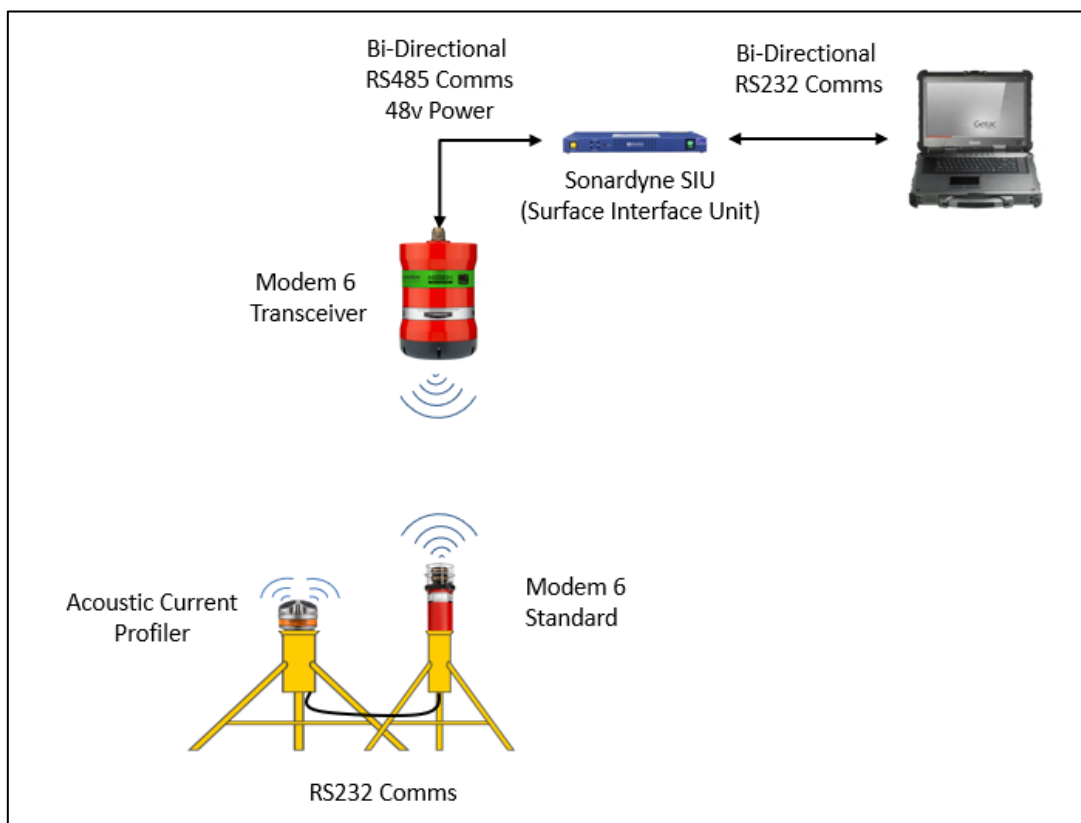 Bi-Directional
RS485 Comms
48v Power
Bi-Directional
RS232 Comms
Getac
Sonardyne SIU
(Surface Interface Unit)
Modem 6
Transceiver
Acoustic Current
Profiler
Modem 6
Standard
RS232 Comms